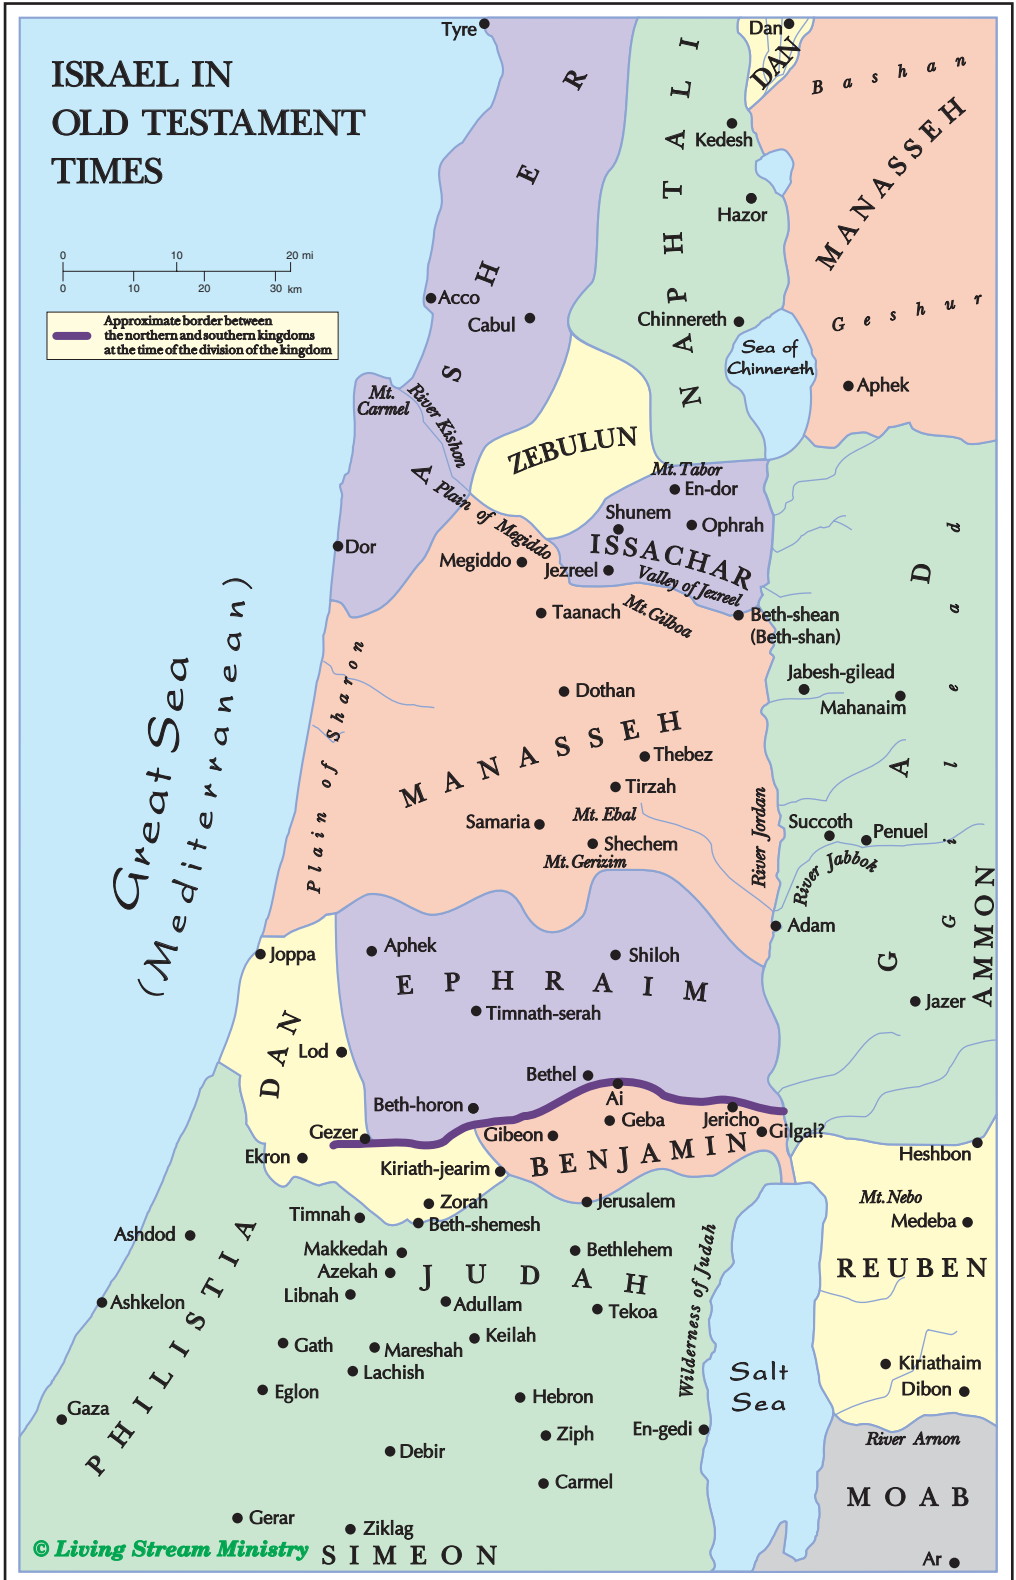 ISRAEL IN
OLD TESTAMENT
TIMES
0 10 20 mi
0 10 20 30 km
Approximate border between
the northern and southern kingdoms
at the time of the division of the kingdom
Tyre
Dan
DAN
Bashan
MANASSEH
Kedesh
Hazor
ASHER
NAPHTALI
Acco
Cabul
Chinnereth
Geshur
Sea of
Chinnereth
Aphek
Mt.
Carmel
River Kishon
ZEBULUN
Mt. Tabor
En-dor
Shunem
Ophrah
Plain of Megiddo
ISSACHAR
Dor
Megiddo
Jezreel
Valley of Jezreel
Taanach
Mt. Gilboa
Beth-shean
(Beth-shan)
Great Sea
(Mediterranean)
Plain of Sharon
Dothan
Jabesh-gilead
Mahanaim
GAD
Gilead
MANASSEH
Thebez
Tirzah
Samaria
Mt. Ebal
Shechem
Mt. Gerizim
River Jordan
Succoth
Penuel
River Jabbok
Adam
AMMON
Joppa
Aphek
Shiloh
EPHRAIM
Timnath-serah
Jazer
DAN
Lod
Bethel
Ai
Beth-horon
Geba
Jericho
Gilgal?
Gezer
Gibeon
BENJAMIN
Heshbon
Ekron
Kiriath-jearim
Mt. Nebo
Zorah
Jerusalem
Timnah
Beth-shemesh
Medeba
Ashdod
Makkedah
Bethlehem
REUBEN
Azekah
JUDAH
Libnah
Adullam
Tekoa
Wilderness of Judah
Ashkelon
PHILISTIA
Gath
Mareshah
Keilah
Lachish
Kiriathaim
Eglon
Hebron
Salt
Sea
Dibon
Gaza
Ziph
En-gedi
River Arnon
Debir
Carmel
MOAB
Gerar
Ziklag
© Living Stream Ministry
SIMEON
Ar